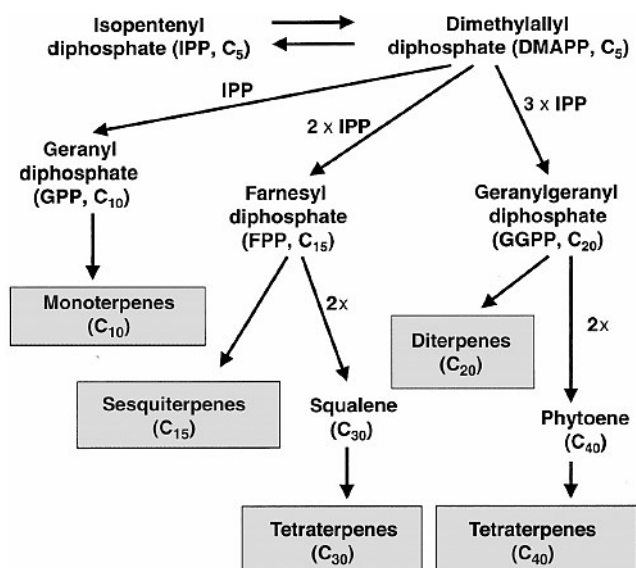 Isopentenyl
diphosphate (IPP, C5)
Dimethylallyl
diphosphate (DMAPP, C5)
IPP
2 x IPP
3 x IPP
Geranyl
diphosphate
(GPP, C10)
Farnesyl
diphosphate
(FPP, C15)
Geranylgeranyl
diphosphate
(GGPP, C20)
Monoterpenes
(C10)
2x
Diterpenes
(C20)
2x
Sesquiterpenes
(C15)
Squalene
(C30)
Phytoene
(C40)
Tetraterpenes
(C30)
Tetraterpenes
(C40)